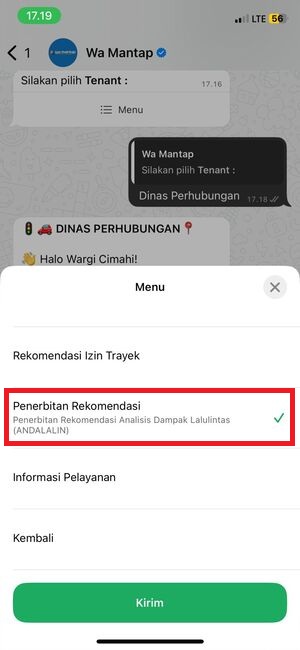 17.19
LTE 56
1
Wa Mantap
Silakan pilih Tenant :
17.16
Menu
Wa Mantap
Silakan pilih Tenant :
Dinas Perhubungan
17.18
DINAS PERHUBUNGAN
Halo Wargi Cimahi!
Menu
Rekomendasi Izin Trayek
Penerbitan Rekomendasi
Penerbitan Rekomendasi Analisis Dampak Lalulintas
(ANDALALIN)
Informasi Pelayanan
Kembali
Kirim